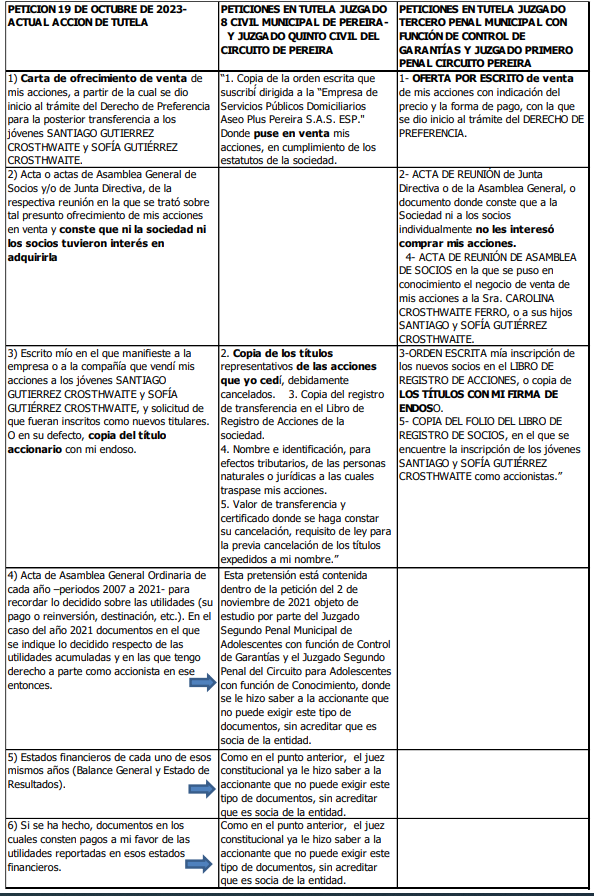 PETICION 19 DE OCTUBRE DE 2023-
ACTUAL ACCION DE TUTELA
PETICIONES EN TUTELA JUZGADO
8 CIVIL MUNICIPAL DE PEREIRA-
Y JUZGADO QUINTO CIVIL DEL
CIRCUITO DE PEREIRA
PETICIONES EN TUTELA JUZGADO
TERCERO PENAL MUNICIPAL CON
FUNCIÓN DE CONTROL DE
GARANTÍAS Y JUZGADO PRIMERO
PENAL CIRCUITO PEREIRA
1) Carta de ofrecimiento de venta de
mis acciones, a partir de la cual se dio
inicio al trámite del Derecho de Preferencia
para la posterior transferencia a los
jóvenes SANTIAGO GUTIERREZ
CROSTHWAITE y SOFÍA GUTIÉRREZ
CROSTHWAITE.
"1. Copia de la orden escrita que
suscribí dirigida a la "Empresa de
Servicios Públicos Domiciliarios
Aseo Plus Pereira S.A.S. ESP."
Donde puse en venta mis
acciones, en cumplimiento de los
estatutos de la sociedad.
1- OFERTA POR ESCRITO de venta
de mis acciones con indicación del
precio y la forma de pago, con la que
se dio inicio al trámite del DERECHO DE
PREFERENCIA.
2) Acta o actas de Asamblea General de
Socios y/o de Junta Directiva, de la
respectiva reunión en la que se trató sobre
tal presunto ofrecimiento de mis acciones
en venta y conste que ni la sociedad ni
los socios tuvieron interés en
adquirirla
2- ACTA DE REUNIÓN de Junta
Directiva o de la Asamblea General, o
documento donde conste que a la
Sociedad ni a los socios
individualmente no les interesó
comprar mis acciones.
4- ACTA DE REUNIÓN DE ASAMBLEA
DE SOCIOS en la que se puso en
conocimiento el negocio de venta de
mis acciones a la Sra. CAROLINA
CROSTHWAITE FERRO, o a sus hijos
SANTIAGO y SOFÍA GUTIÉRREZ
CROSTHWAITE.
3) Escrito mío en el que manifieste a la
empresa o a la compañía que vendí mis
acciones a los jóvenes SANTIAGO
GUTIERREZ CROSTHWAITE y SOFÍA
GUTIÉRREZ CROSTHWAITE, y solicitud de
que fueran inscritos como nuevos titulares.
O en su defecto, copia del título
accionario con mi endoso.
2. Copia de los títulos
representativos de las acciones
que yo cedí, debidamente
cancelados. 3. Copia del registro
de transferencia en el Libro de
Registro de Acciones de la
sociedad.
4. Nombre e identificación, para
efectos tributarios, de las personas
naturales o jurídicas a las cuales
traspase mis acciones.
5. Valor de transferencia y
certificado donde se haga constar
su cancelación, requisito de ley para
la previa cancelación de los títulos
expedidos a mi nombre."
3-ORDEN ESCRITA mía inscripción de
los nuevos socios en el LIBRO DE
REGISTRO DE ACCIONES, o copia de
LOS TÍTULOS CON MI FIRMA DE
ENDOSO.
5- COPIA DEL FOLIO DEL LIBRO DE
REGISTRO DE SOCIOS, en el que se
encuentre la inscripción de los jóvenes
SANTIAGO y SOFÍA GUTIÉRREZ
CROSTHWAITE como accionistas."
4) Acta de Asamblea General Ordinaria de
cada año –periodos 2007 a 2021- para
recordar lo decidido sobre las utilidades (su
pago o reinversión, destinación, etc.). En el
caso del año 2021 documentos en el que
se indique lo decidido respecto de las
utilidades acumuladas y en las que tengo
derecho a parte como accionista en ese
entonces.
Esta pretensión está contenida
dentro de la petición del 2 de
noviembre de 2021 objeto de
estudio por parte del Juzgado
Segundo Penal Municipal de
Adolescentes con función de Control
de Garantías y el Juzgado Segundo
Penal del Circuito para Adolescentes
con función de Conocimiento, donde
se le hizo saber a la accionante que
no puede exigir este tipo de
documentos, sin acreditar que es
socia de la entidad.
5) Estados financieros de cada uno de esos
mismos años (Balance General y Estado de
Resultados).
Como en el punto anterior, el juez
constitucional ya le hizo saber a la
accionante que no puede exigir este
tipo de documentos, sin acreditar
que es socia de la entidad.
6) Si se ha hecho, documentos en los
cuales consten pagos a mi favor de las
utilidades reportadas en esos estados
financieros.
Como en el punto anterior, el juez
constitucional ya le hizo saber a la
accionante que no puede exigir este
tipo de documentos, sin acreditar
que es socia de la entidad.